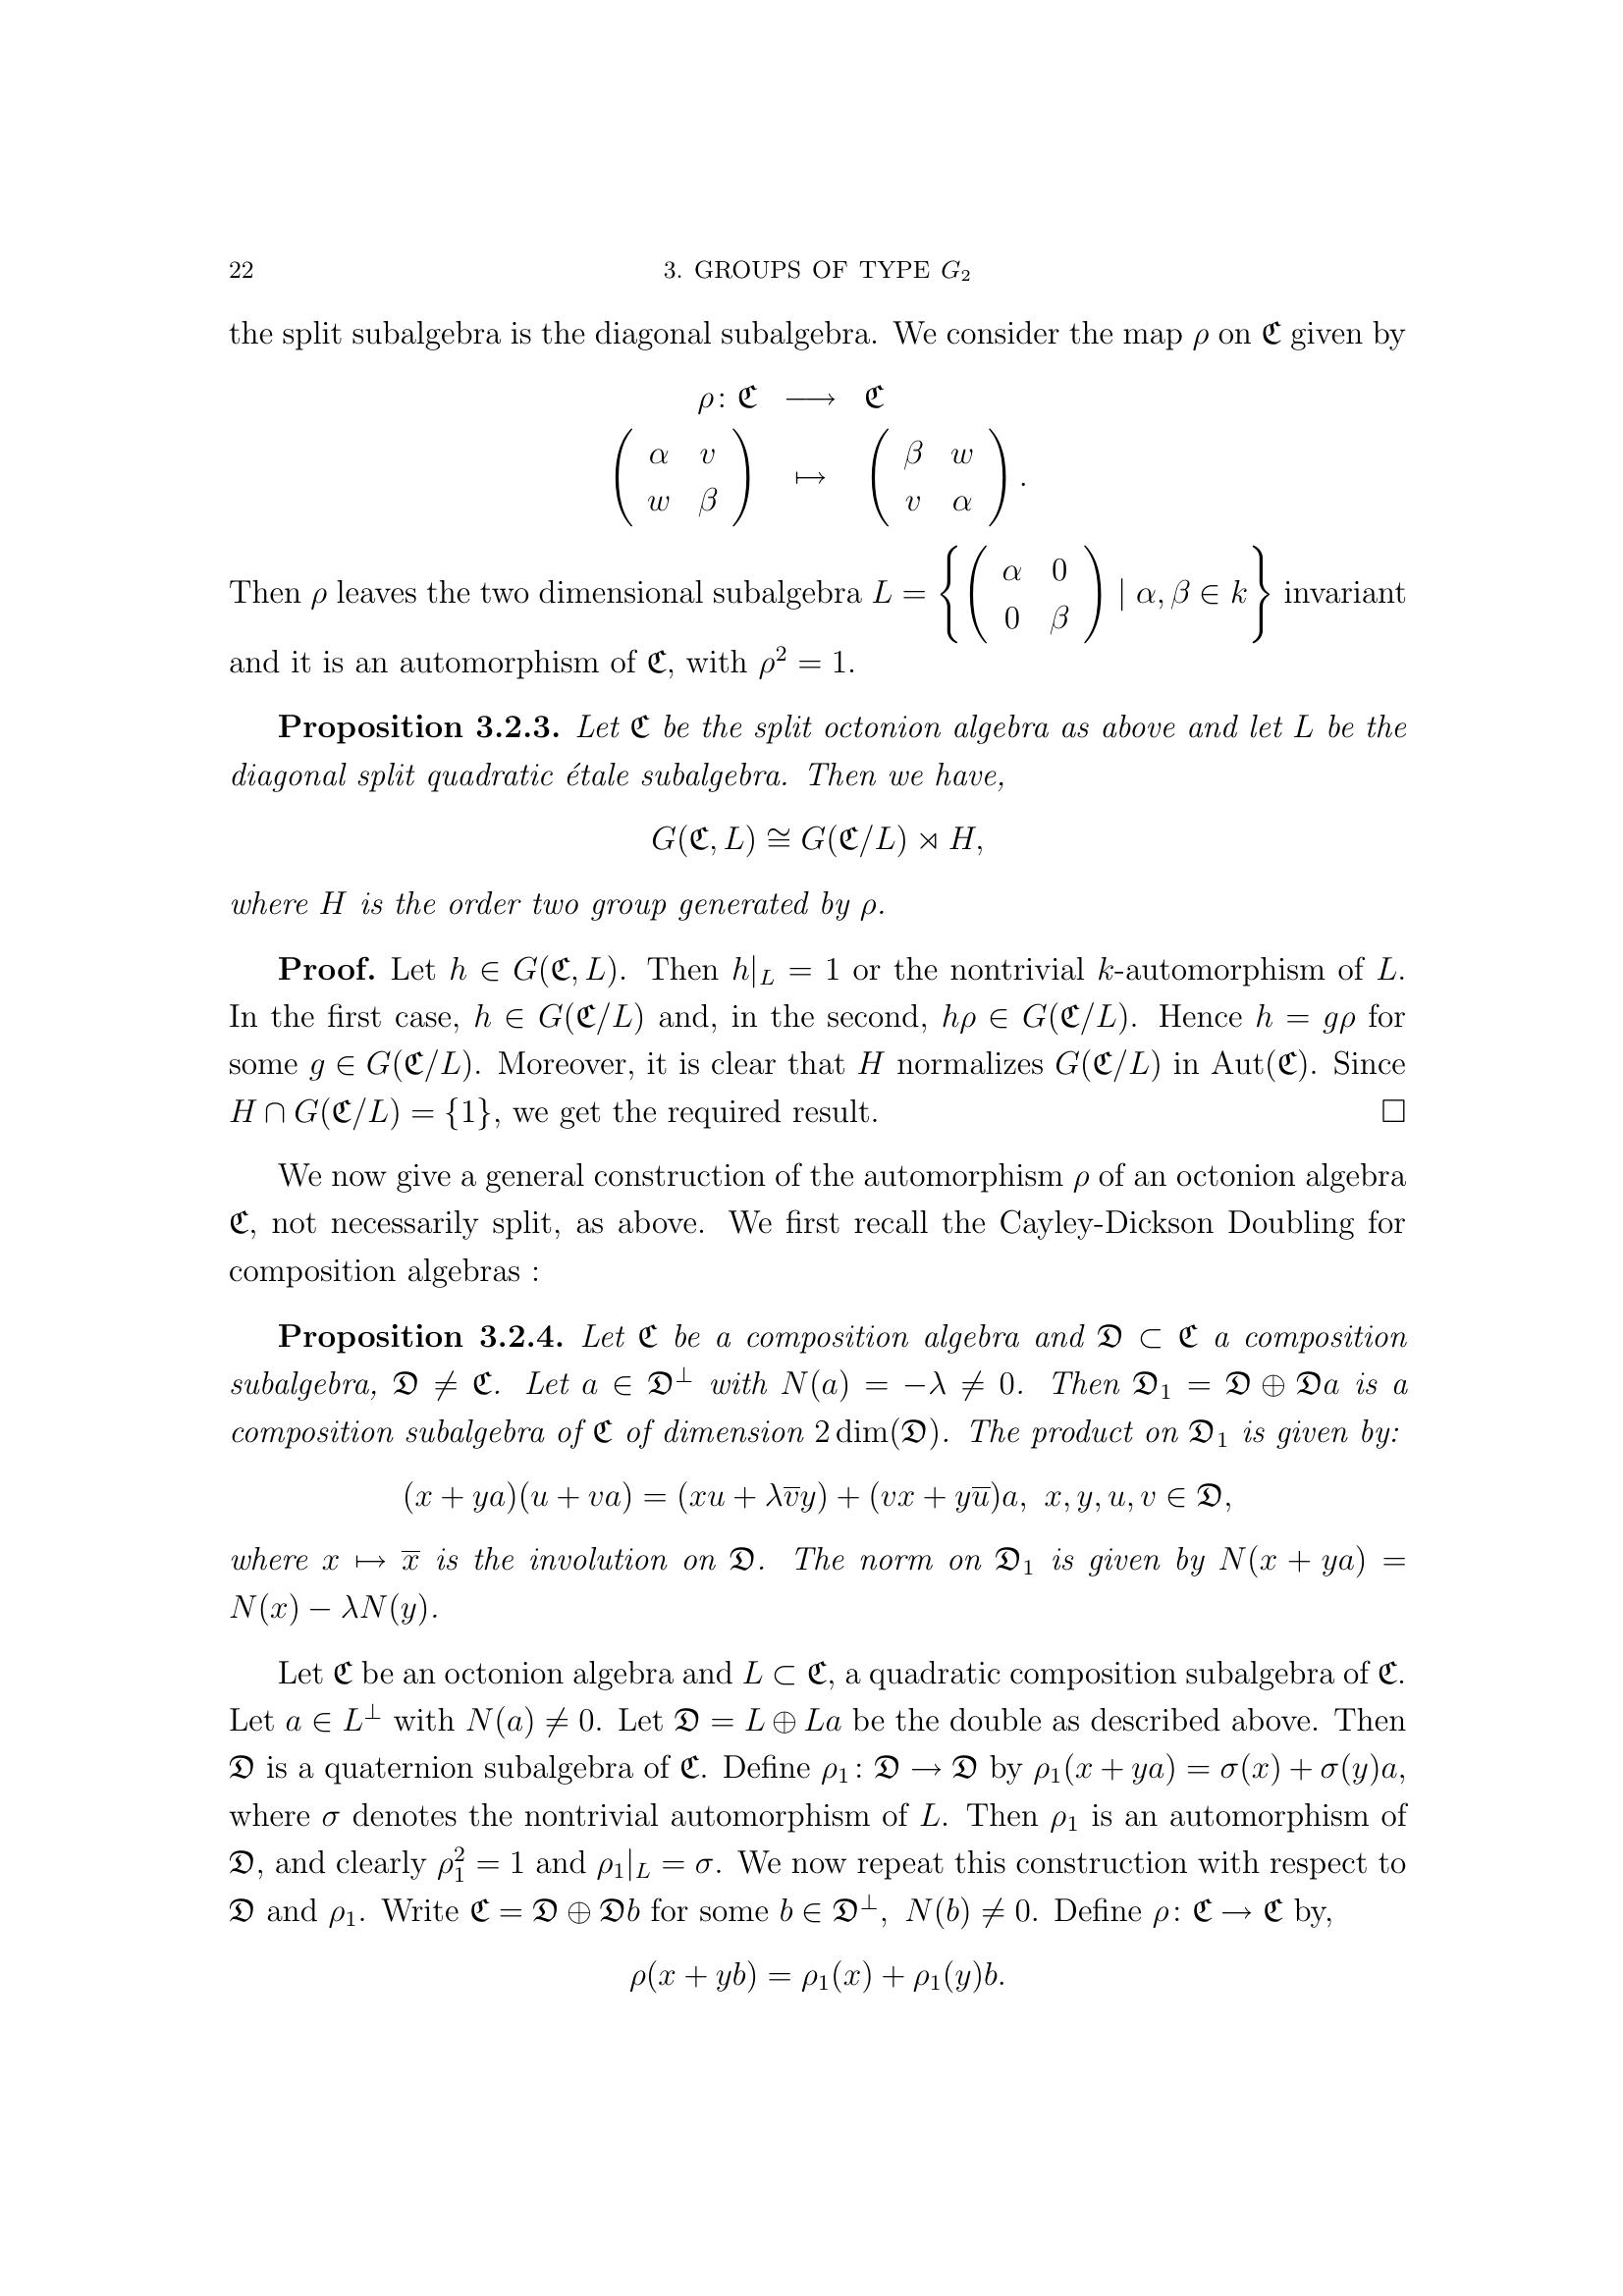 22 3. GROUPS OF TYPE $G_2$
the split subalgebra is the diagonal subalgebra. We consider the map $\rho$ on $\mathfrak{C}$ given by
$\rho\colon \mathfrak{C} \longrightarrow \mathfrak{C}$
$\left(\begin{array}{cc} \alpha & v \\ w & \beta \end{array}\right) \mapsto \left(\begin{array}{cc} \beta & w \\ v & \alpha \end{array}\right).$
Then $\rho$ leaves the two dimensional subalgebra $L = \left\{\left(\begin{array}{cc} \alpha & 0 \\ 0 & \beta \end{array}\right) \mid \alpha, \beta \in k\right\}$ invariant
and it is an automorphism of $\mathfrak{C}$, with $\rho^2 = 1$.
Proposition 3.2.3. Let $\mathfrak{C}$ be the split octonion algebra as above and let $L$ be the
diagonal split quadratic étale subalgebra. Then we have,
$G(\mathfrak{C}, L) \cong G(\mathfrak{C}/L) \rtimes H,$
where $H$ is the order two group generated by $\rho$.
Proof. Let $h \in G(\mathfrak{C}, L)$. Then $h|_L = 1$ or the nontrivial $k$-automorphism of $L$.
In the first case, $h \in G(\mathfrak{C}/L)$ and, in the second, $h\rho \in G(\mathfrak{C}/L)$. Hence $h = g\rho$ for
some $g \in G(\mathfrak{C}/L)$. Moreover, it is clear that $H$ normalizes $G(\mathfrak{C}/L)$ in Aut($\mathfrak{C}$). Since
$H \cap G(\mathfrak{C}/L) = \{1\}$, we get the required result. □
We now give a general construction of the automorphism $\rho$ of an octonion algebra
$\mathfrak{C}$, not necessarily split, as above. We first recall the Cayley-Dickson Doubling for
composition algebras :
Proposition 3.2.4. Let $\mathfrak{C}$ be a composition algebra and $\mathfrak{D} \subset \mathfrak{C}$ a composition
subalgebra, $\mathfrak{D} \neq \mathfrak{C}$. Let $a \in \mathfrak{D}^\perp$ with $N(a) = -\lambda \neq 0$. Then $\mathfrak{D}_1 = \mathfrak{D} \oplus \mathfrak{D}a$ is a
composition subalgebra of $\mathfrak{C}$ of dimension $2\dim(\mathfrak{D})$. The product on $\mathfrak{D}_1$ is given by:
$(x + ya)(u + va) = (xu + \lambda\overline{v}y) + (vx + y\overline{u})a,\ x, y, u, v \in \mathfrak{D},$
where $x \mapsto \overline{x}$ is the involution on $\mathfrak{D}$. The norm on $\mathfrak{D}_1$ is given by $N(x + ya) =$
$N(x) - \lambda N(y)$.
Let $\mathfrak{C}$ be an octonion algebra and $L \subset \mathfrak{C}$, a quadratic composition subalgebra of $\mathfrak{C}$.
Let $a \in L^\perp$ with $N(a) \neq 0$. Let $\mathfrak{D} = L \oplus La$ be the double as described above. Then
$\mathfrak{D}$ is a quaternion subalgebra of $\mathfrak{C}$. Define $\rho_1\colon \mathfrak{D} \to \mathfrak{D}$ by $\rho_1(x + ya) = \sigma(x) + \sigma(y)a$,
where $\sigma$ denotes the nontrivial automorphism of $L$. Then $\rho_1$ is an automorphism of
$\mathfrak{D}$, and clearly $\rho_1^2 = 1$ and $\rho_1|_L = \sigma$. We now repeat this construction with respect to
$\mathfrak{D}$ and $\rho_1$. Write $\mathfrak{C} = \mathfrak{D} \oplus \mathfrak{D}b$ for some $b \in \mathfrak{D}^\perp,\ N(b) \neq 0$. Define $\rho\colon \mathfrak{C} \to \mathfrak{C}$ by,
$\rho(x + yb) = \rho_1(x) + \rho_1(y)b.$